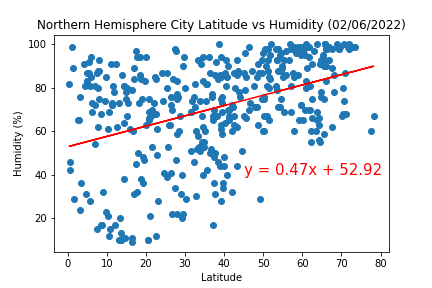 Northern Hemisphere City Latitude vs Humidity (02/06/2022)
100
80
60
40
20
Humidity (%)
y = 0.47x + 52.92
0 10 20 30 40 50 60 70 80
Latitude